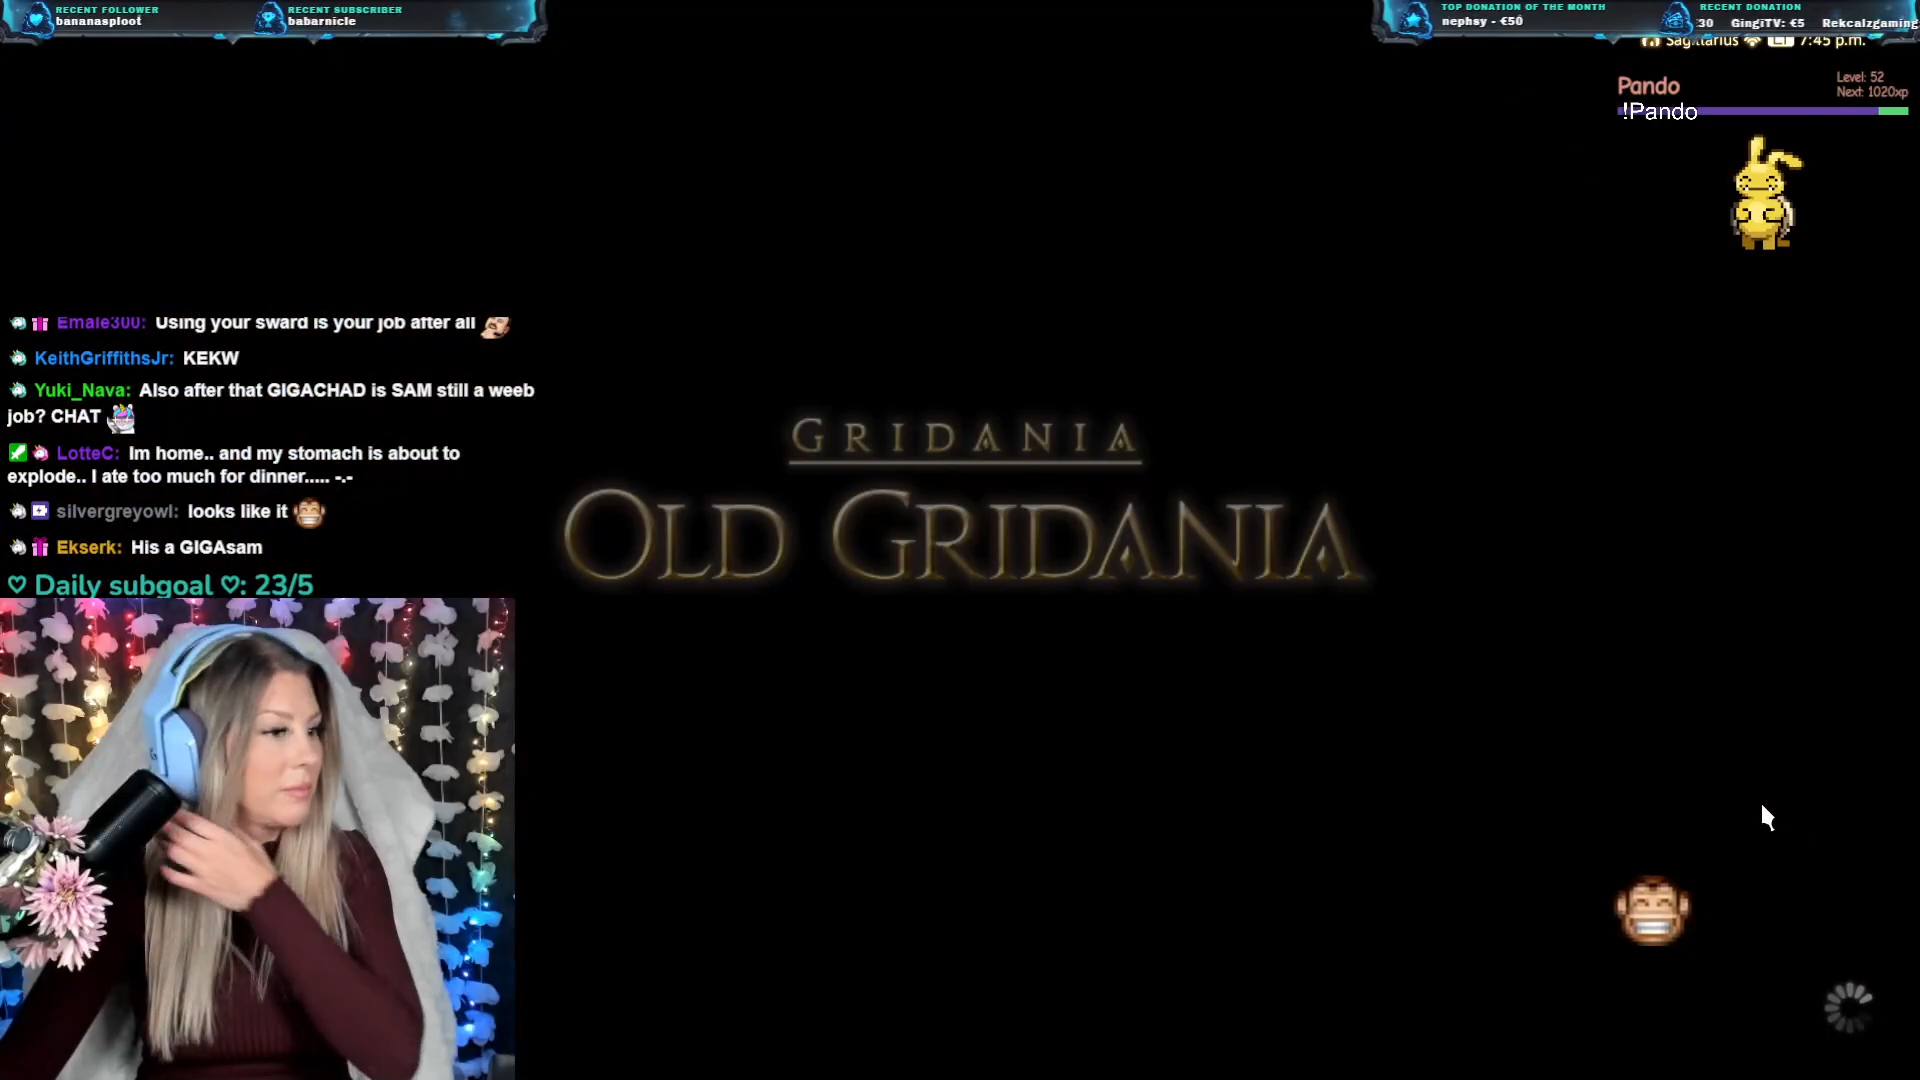 RECENT FOLLOWER
bananasploot
RECENT SUBSCRIBER
babarnicle
TOP DONATION OF THE MONTH
nephsy - €50
RECENT DONATION
30 GingiTV: €5 Rekcalzgaming
Sagittarius 7:45 p.m.
Pando
Level: 52
Next: 1020xp
!Pando
Emale300: Using your sward is your job after all
KeithGriffithsJr: KEKW
Yuki_Nava: Also after that GIGACHAD is SAM still a weeb
job? CHAT
LotteC: Im home.. and my stomach is about to
explode.. I ate too much for dinner..... -.-
silvergreyowl: looks like it
Ekserk: His a GIGAsam
♡ Daily subgoal ♡: 23/5
GRIDANIA
OLD GRIDANIA